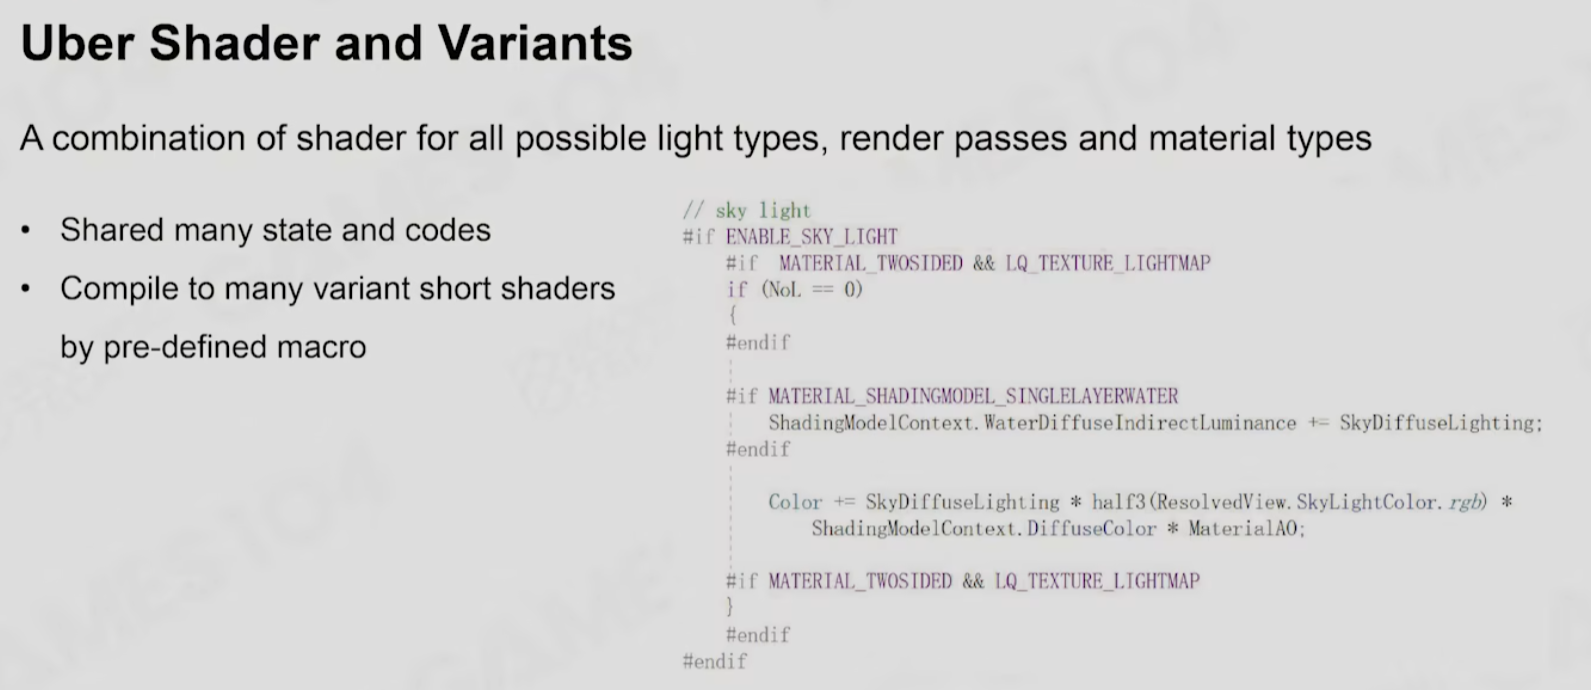 Uber Shader and Variants
A combination of shader for all possible light types, render passes and material types
• Shared many state and codes
• Compile to many variant short shaders
by pre-defined macro
// sky light
#if ENABLE_SKY_LIGHT
#if MATERIAL_TWOSIDED && LQ_TEXTURE_LIGHTMAP
if (NoL == 0)
{
#endif
#if MATERIAL_SHADINGMODEL_SINGLELAYERWATER
ShadingModelContext.WaterDiffuseIndirectLuminance += SkyDiffuseLighting;
#endif
Color += SkyDiffuseLighting * half3(ResolvedView.SkyLightColor.rgb) *
ShadingModelContext.DiffuseColor * MaterialAO;
#if MATERIAL_TWOSIDED && LQ_TEXTURE_LIGHTMAP
}
#endif
#endif